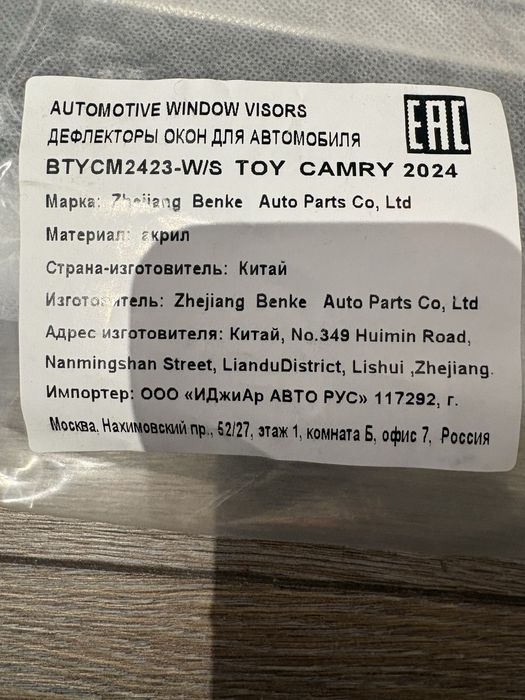 AUTOMOTIVE WINDOW VISORS
EAC
ДЕФЛЕКТОРЫ ОКОН ДЛЯ АВТОМОБИЛЯ
BTYCM2423-W/S TOY CAMRY 2024
Марка: Zhejiang Benke Auto Parts Co, Ltd
Материал: акрил
Страна-изготовитель: Китай
Изготовитель: Zhejiang Benke Auto Parts Co, Ltd
Адрес изготовителя: Китай, No.349 Huimin Road,
Nanmingshan Street, LianduDistrict, Lishui ,Zhejiang.
Импортер: ООО «ИДжиАр АВТО РУС» 117292, г.
Москва, Нахимовский пр., 52/27, этаж 1, комната Б, офис 7, Россия